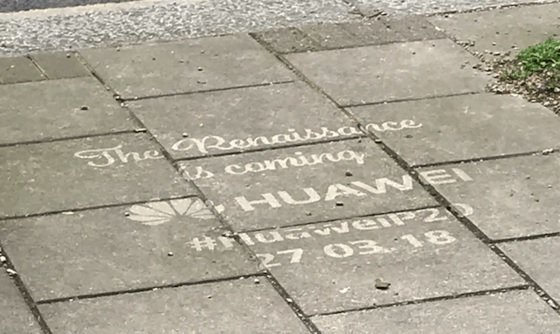 The Renaissance
is coming
HUAWEI
#HuaweiP20
27 03.18